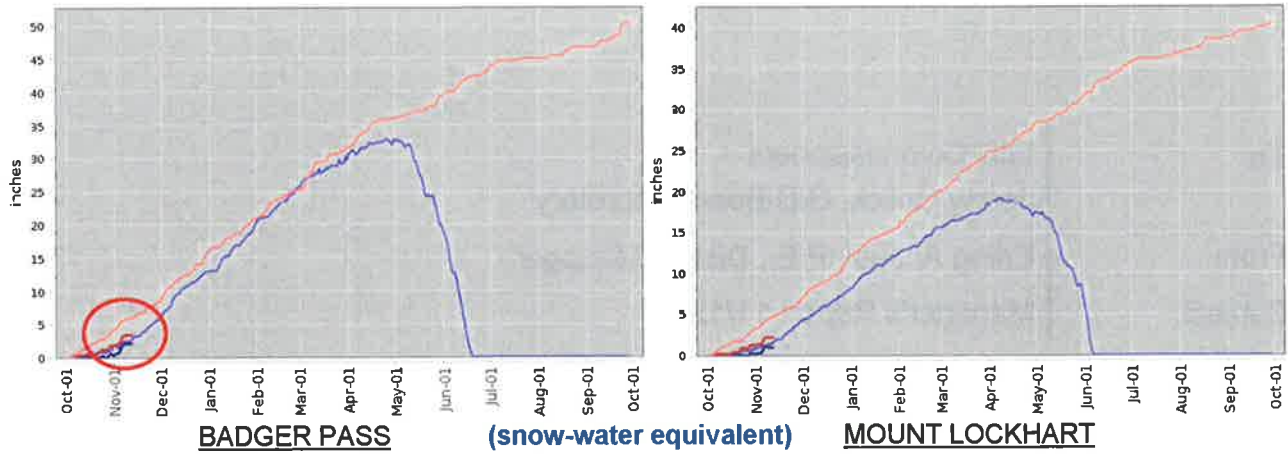 50
45
40
35
30
25
20
15
10
5
0
inches
Oct-01
Nov-01
Dec-01
Jan-01
Feb-01
Mar-01
Apr-01
May-01
Jun-01
Jul-01
Aug-01
Sep-01
Oct-01
BADGER PASS
(snow-water equivalent)
40
35
30
25
20
15
10
5
0
inches
Oct-01
Nov-01
Dec-01
Jan-01
Feb-01
Mar-01
Apr-01
May-01
Jun-01
Jul-01
Aug-01
Sep-01
Oct-01
MOUNT LOCKHART